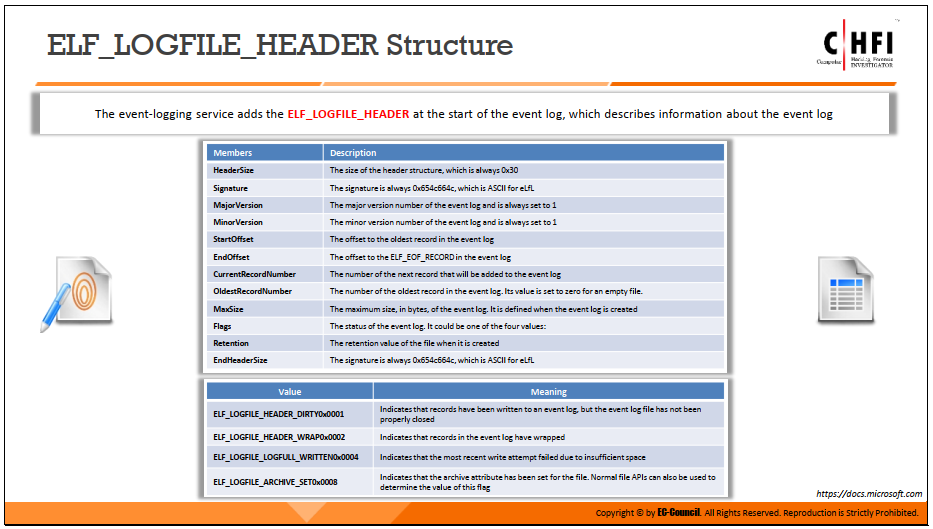 ELF_LOGFILE_HEADER Structure
C HFI
Computer Hacking Forensic
INVESTIGATOR
The event-logging service adds the ELF_LOGFILE_HEADER at the start of the event log, which describes information about the event log
Members Description
HeaderSize The size of the header structure, which is always 0x30
Signature The signature is always 0x654c664c, which is ASCII for eLfL
MajorVersion The major version number of the event log and is always set to 1
MinorVersion The minor version number of the event log and is always set to 1
StartOffset The offset to the oldest record in the event log
EndOffset The offset to the ELF_EOF_RECORD in the event log
CurrentRecordNumber The number of the next record that will be added to the event log
OldestRecordNumber The number of the oldest record in the event log. Its value is set to zero for an empty file.
MaxSize The maximum size, in bytes, of the event log. It is defined when the event log is created
Flags The status of the event log. It could be one of the four values:
Retention The retention value of the file when it is created
EndHeaderSize The signature is always 0x654c664c, which is ASCII for eLfL
Value Meaning
ELF_LOGFILE_HEADER_DIRTY0x0001 Indicates that records have been written to an event log, but the event log file has not been
properly closed
ELF_LOGFILE_HEADER_WRAP0x0002 Indicates that records in the event log have wrapped
ELF_LOGFILE_LOGFULL_WRITTEN0x0004 Indicates that the most recent write attempt failed due to insufficient space
ELF_LOGFILE_ARCHIVE_SET0x0008 Indicates that the archive attribute has been set for the file. Normal file APIs can also be used to
determine the value of this flag
https://docs.microsoft.com
Copyright © by EC-Council. All Rights Reserved. Reproduction is Strictly Prohibited.